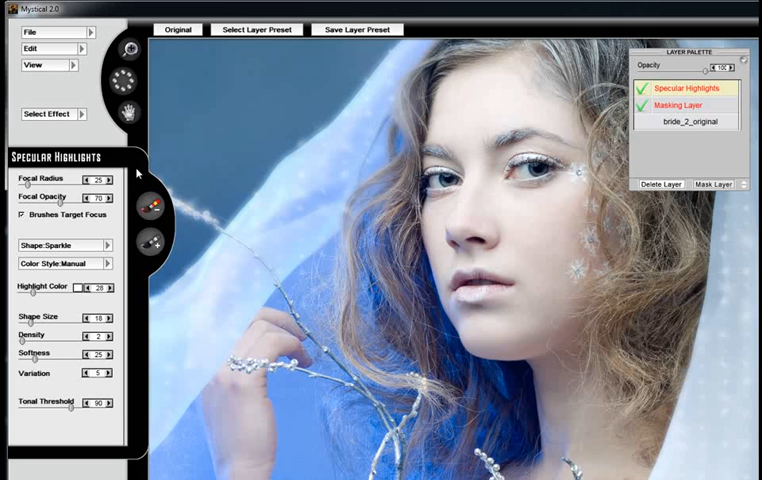 Mystical 2.0
File
Edit
View
Select Effect
Original
Select Layer Preset
Save Layer Preset
SPECULAR HIGHLIGHTS
Focal Radius 25
Focal Opacity 70
Brushes Target Focus
Shape:Sparkle
Color Style:Manual
Highlight Color 28
Shape Size 18
Density 2
Softness 25
Variation 5
Tonal Threshold 90
LAYER PALETTE
Opacity 100
Specular Highlights
Masking Layer
bride_2_original
Delete Layer
Mask Layer